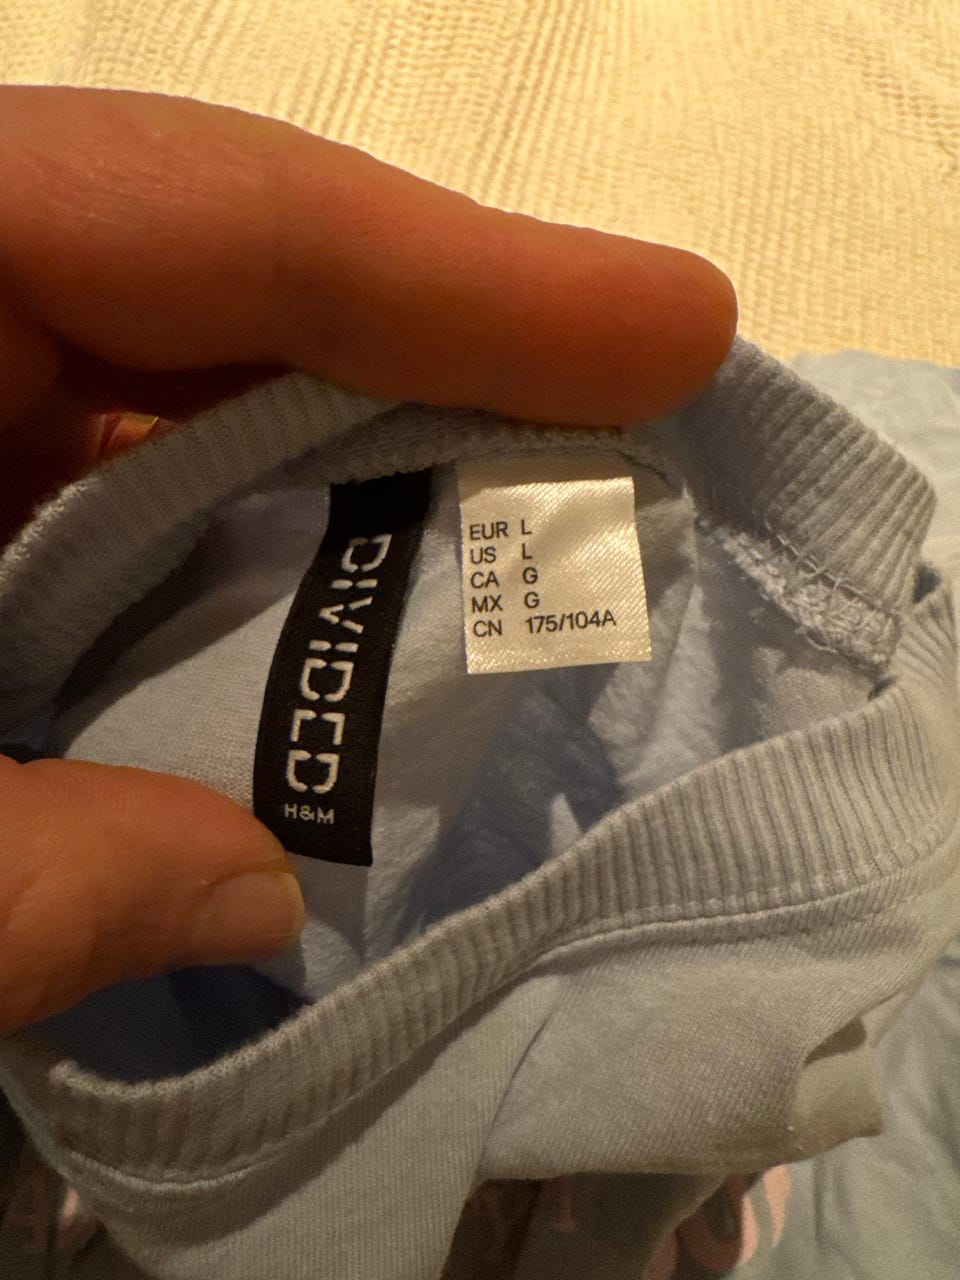 DIVIDED
H&M
EUR L
US L
CA G
MX G
CN 175/104A